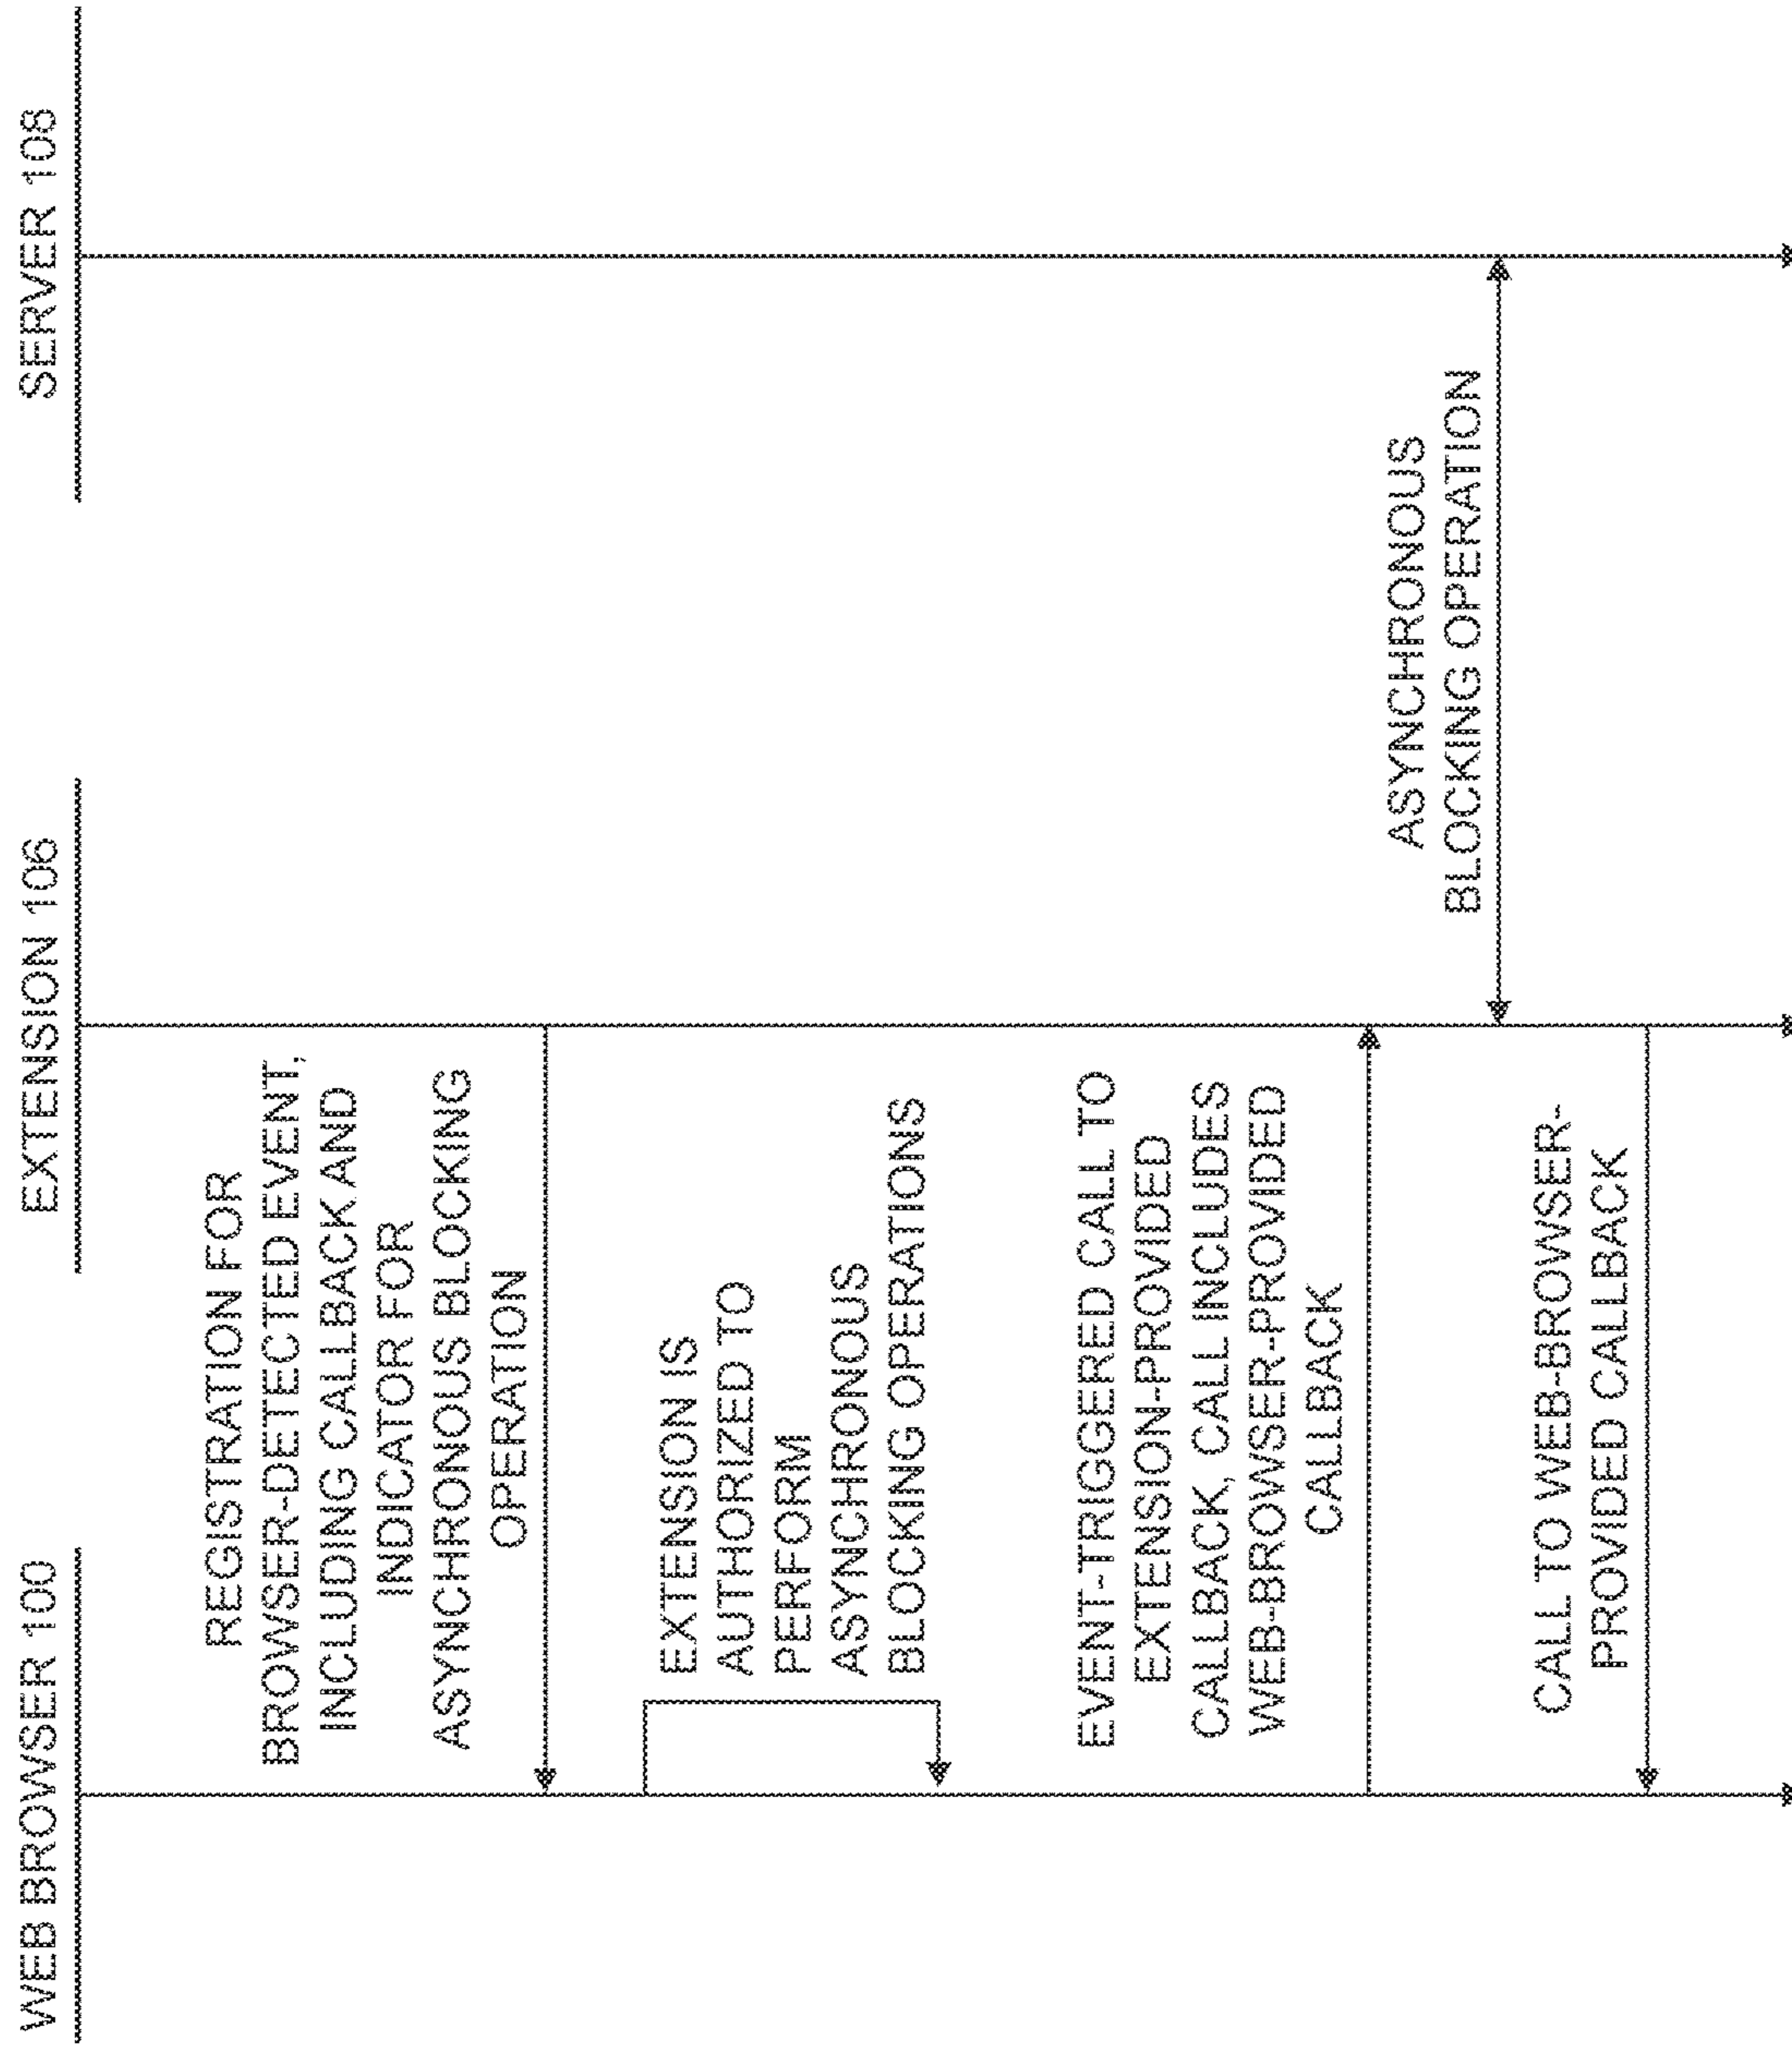 WEB BROWSER 100
EXTENSION 106
SERVER 108
REGISTRATION FOR
BROWSER-DETECTED EVENT,
INCLUDING CALLBACK AND
INDICATOR FOR
ASYNCHRONOUS BLOCKING
OPERATION
EXTENSION IS
AUTHORIZED TO
PERFORM
ASYNCHRONOUS
BLOCKING OPERATIONS
EVENT-TRIGGERED CALL TO
EXTENSION-PROVIDED
CALLBACK, CALL INCLUDES
WEB-BROWSER-PROVIDED
CALLBACK
ASYNCHRONOUS
BLOCKING OPERATION
CALL TO WEB-BROWSER-
PROVIDED CALLBACK